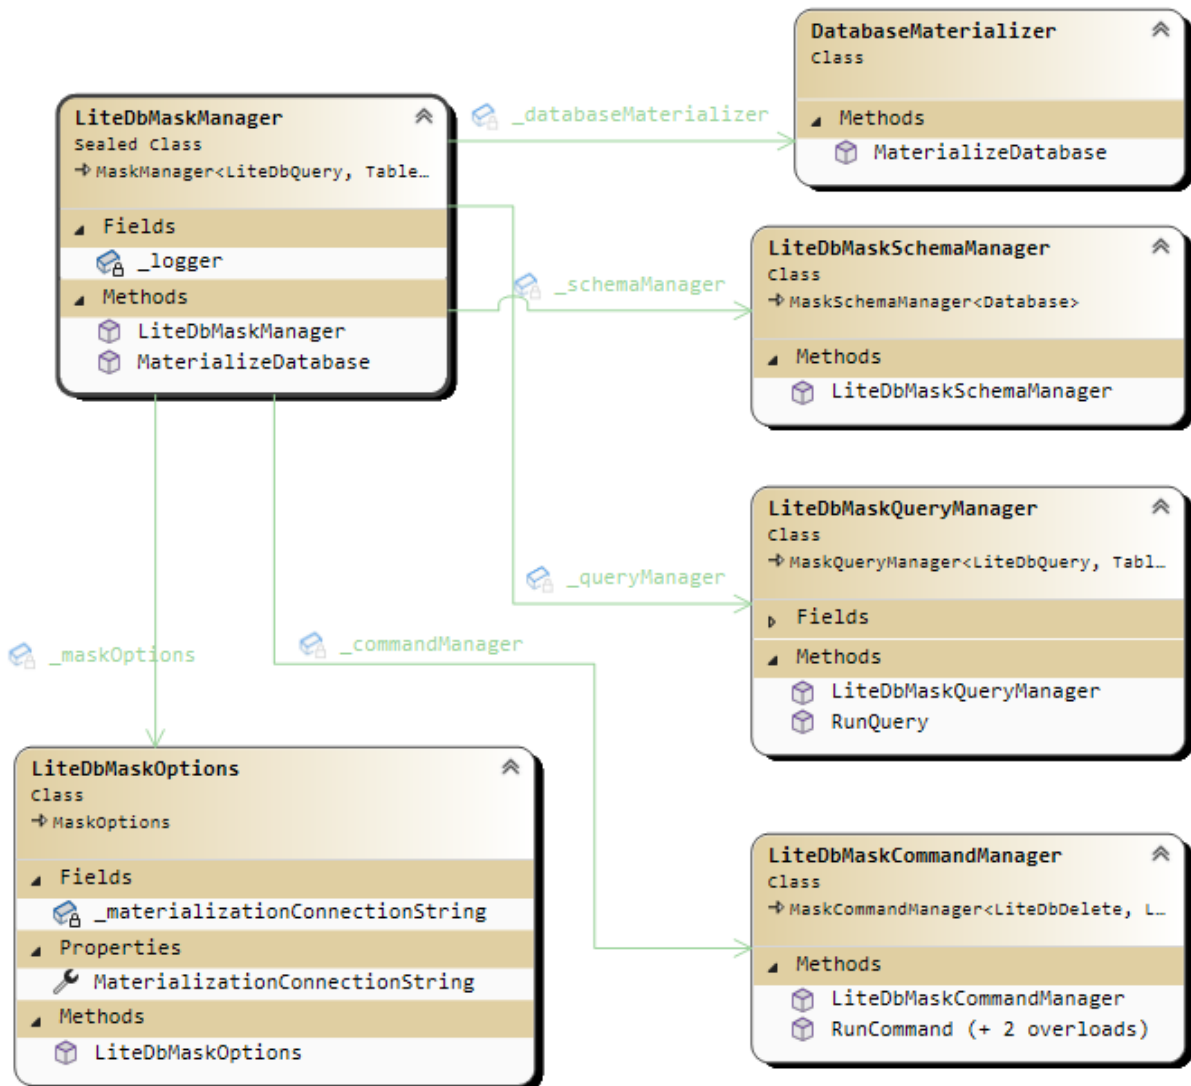 LiteDbMaskManager
Sealed Class
MaskManager<LiteDbQuery, Table…
Fields
_logger
Methods
LiteDbMaskManager
MaterializeDatabase
_databaseMaterializer
DatabaseMaterializer
Class
Methods
MaterializeDatabase
_schemaManager
LiteDbMaskSchemaManager
Class
MaskSchemaManager<Database>
Methods
LiteDbMaskSchemaManager
_queryManager
LiteDbMaskQueryManager
Class
MaskQueryManager<LiteDbQuery, Tabl…
Fields
Methods
LiteDbMaskQueryManager
RunQuery
_maskOptions
_commandManager
LiteDbMaskOptions
Class
MaskOptions
Fields
_materializationConnectionString
Properties
MaterializationConnectionString
Methods
LiteDbMaskOptions
LiteDbMaskCommandManager
Class
MaskCommandManager<LiteDbDelete, L…
Methods
LiteDbMaskCommandManager
RunCommand (+ 2 overloads)